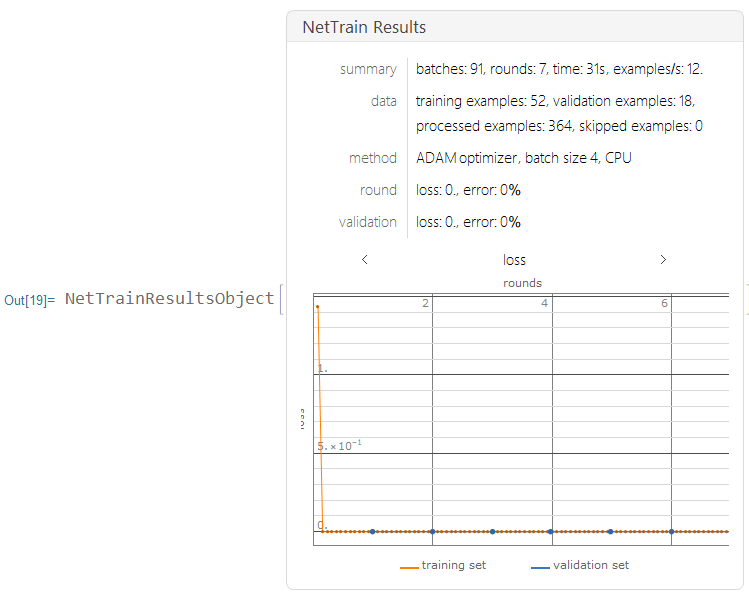 NetTrain Results
summary batches: 91, rounds: 7, time: 31s, examples/s: 12.
data training examples: 52, validation examples: 18,
processed examples: 364, skipped examples: 0
method ADAM optimizer, batch size 4, CPU
round loss: 0., error: 0%
validation loss: 0., error: 0%
< loss >
rounds
Out[19]= NetTrainResultsObject[
2 4 6
1.
5.×10⁻¹
0.
loss
training set validation set